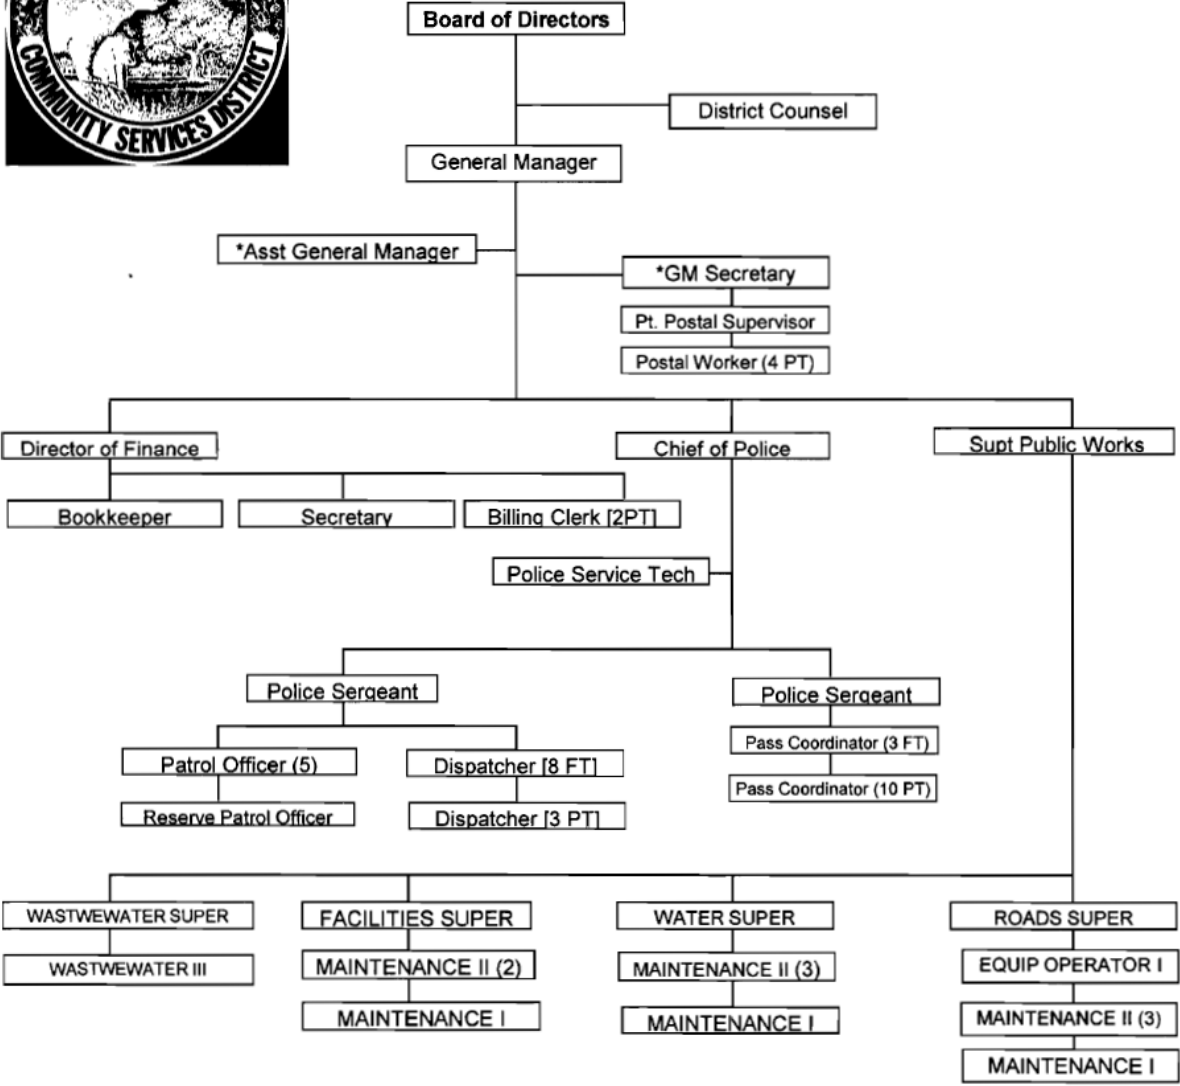 Board of Directors
COMMUNITY SERVICES DISTRICT
District Counsel
General Manager
*Asst General Manager
*GM Secretary
Pt. Postal Supervisor
Postal Worker (4 PT)
Director of Finance
Chief of Police
Supt Public Works
Bookkeeper
Secretary
Billing Clerk [2PT]
Police Service Tech
Police Sergeant
Police Sergeant
Patrol Officer (5)
Dispatcher [8 FT]
Pass Coordinator (3 FT)
Pass Coordinator (10 PT)
Reserve Patrol Officer
Dispatcher [3 PT]
WASTWEWATER SUPER
FACILITIES SUPER
WATER SUPER
ROADS SUPER
WASTWEWATER III
MAINTENANCE II (2)
MAINTENANCE II (3)
EQUIP OPERATOR I
MAINTENANCE I
MAINTENANCE I
MAINTENANCE II (3)
MAINTENANCE I